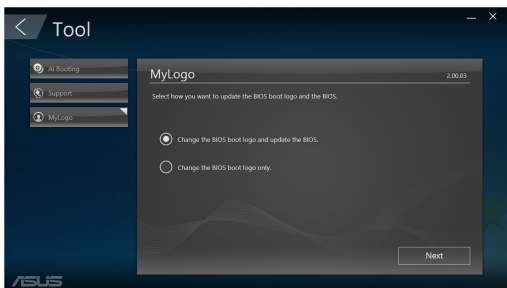 Tool
Ai Booting
Support
MyLogo
MyLogo
2.00.03
Select how you want to update the BIOS boot logo and the BIOS.
Change the BIOS boot logo and update the BIOS.
Change the BIOS boot logo only.
Next
ASUS